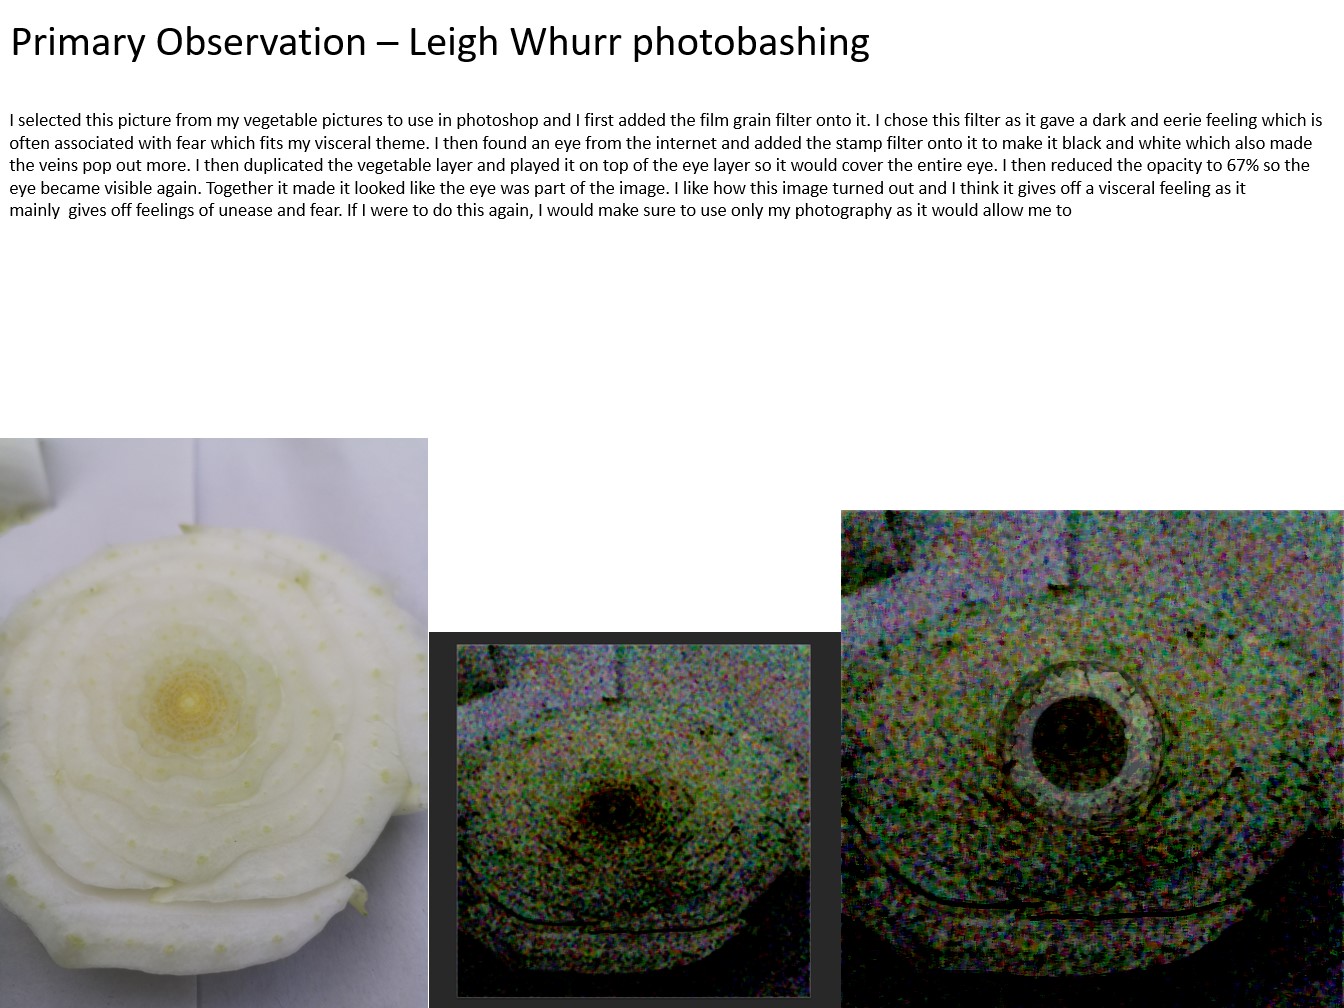 Primary Observation – Leigh Whurr photobashing
I selected this picture from my vegetable pictures to use in photoshop and I first added the film grain filter onto it. I chose this filter as it gave a dark and eerie feeling which is
often associated with fear which fits my visceral theme. I then found an eye from the internet and added the stamp filter onto it to make it black and white which also made
the veins pop out more. I then duplicated the vegetable layer and played it on top of the eye layer so it would cover the entire eye. I then reduced the opacity to 67% so the
eye became visible again. Together it made it looked like the eye was part of the image. I like how this image turned out and I think it gives off a visceral feeling as it
mainly  gives off feelings of unease and fear. If I were to do this again, I would make sure to use only my photography as it would allow me to